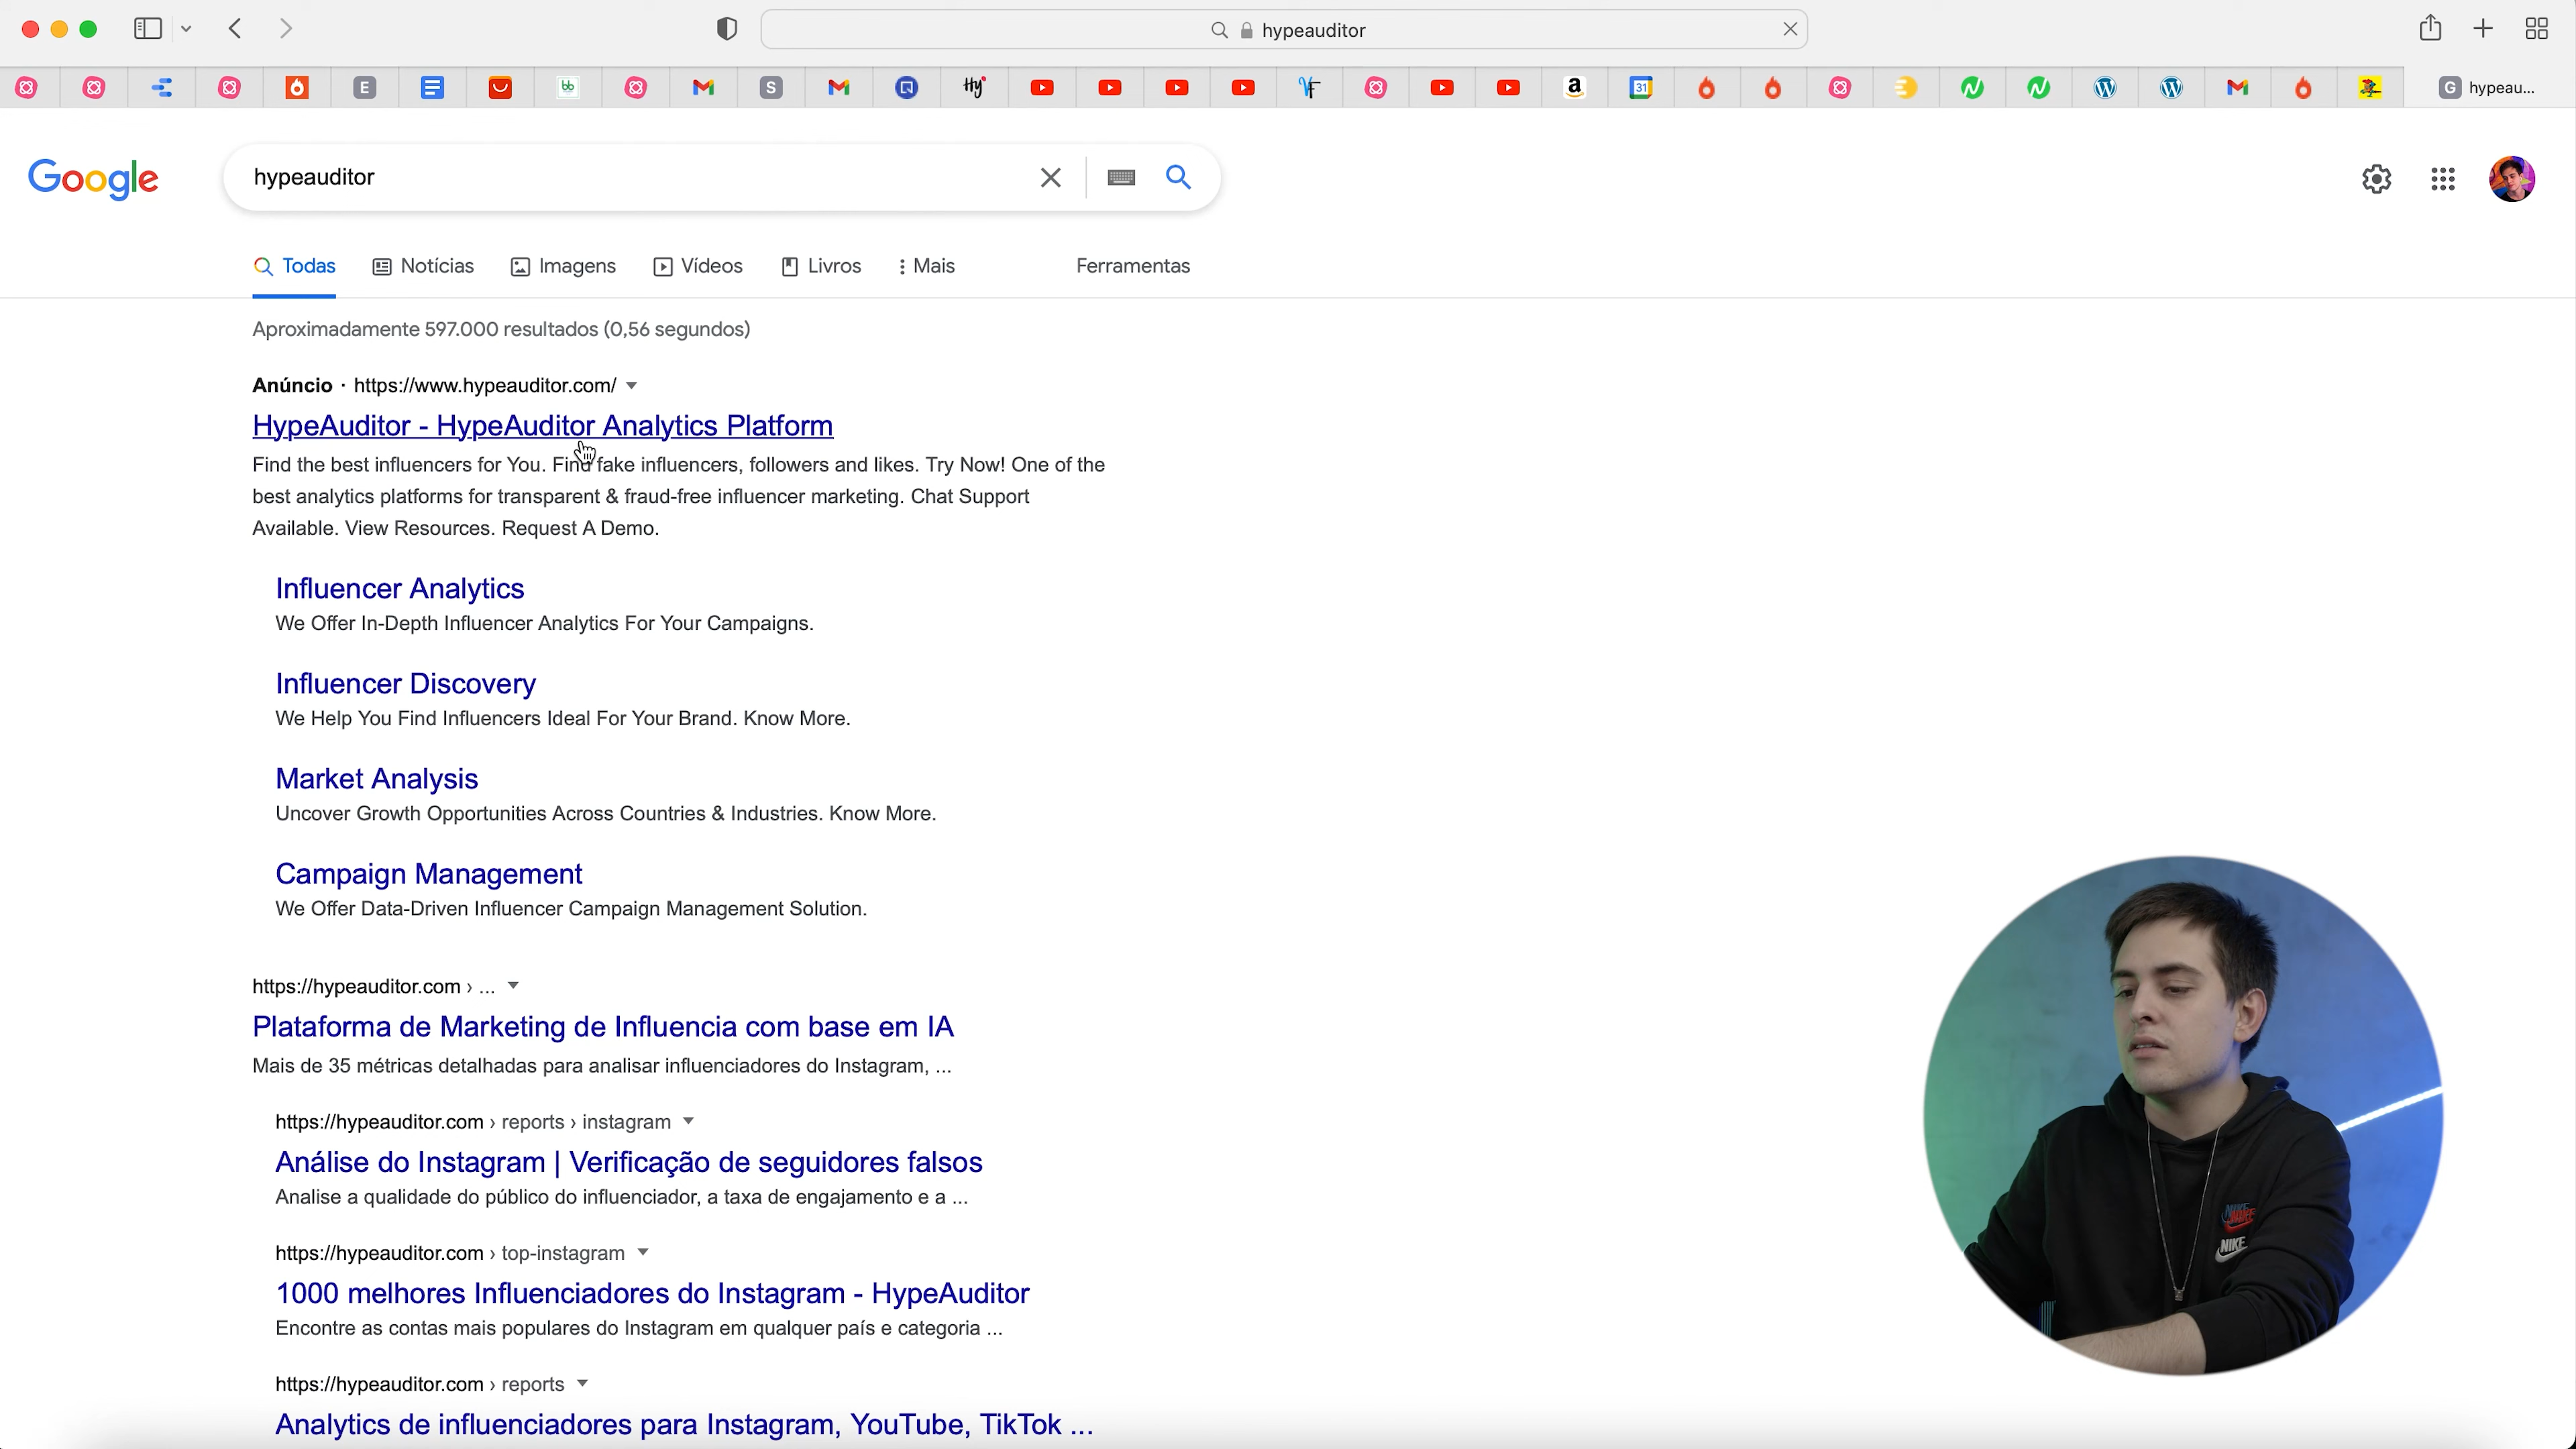 hypeauditor
hypeau...
Google
hypeauditor
Todas Notícias Imagens Vídeos Livros Mais Ferramentas
Aproximadamente 597.000 resultados (0,56 segundos)
Anúncio · https://www.hypeauditor.com/
HypeAuditor - HypeAuditor Analytics Platform
Find the best influencers for You. Find fake influencers, followers and likes. Try Now! One of the
best analytics platforms for transparent & fraud-free influencer marketing. Chat Support
Available. View Resources. Request A Demo.
Influencer Analytics
We Offer In-Depth Influencer Analytics For Your Campaigns.
Influencer Discovery
We Help You Find Influencers Ideal For Your Brand. Know More.
Market Analysis
Uncover Growth Opportunities Across Countries & Industries. Know More.
Campaign Management
We Offer Data-Driven Influencer Campaign Management Solution.
https://hypeauditor.com › ...
Plataforma de Marketing de Influencia com base em IA
Mais de 35 métricas detalhadas para analisar influenciadores do Instagram, ...
https://hypeauditor.com › reports › instagram
Análise do Instagram | Verificação de seguidores falsos
Analise a qualidade do público do influenciador, a taxa de engajamento e a ...
https://hypeauditor.com › top-instagram
1000 melhores Influenciadores do Instagram - HypeAuditor
Encontre as contas mais populares do Instagram em qualquer país e categoria ...
https://hypeauditor.com › reports
Analytics de influenciadores para Instagram, YouTube, TikTok ...
NIKE
NIKE